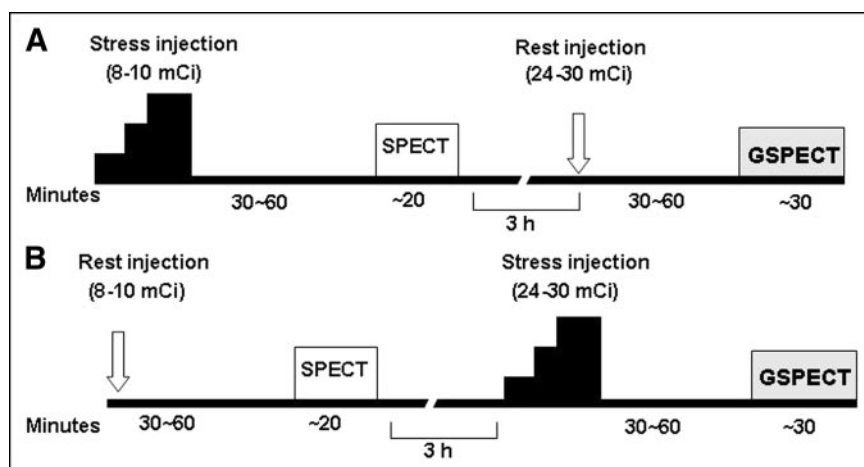 A
Stress injection
(8-10 mCi)
Rest injection
(24-30 mCi)
SPECT
GSPECT
Minutes
30~60
~20
3 h
30~60
~30
B
Rest injection
(8-10 mCi)
Stress injection
(24-30 mCi)
SPECT
GSPECT
Minutes
30~60
~20
3 h
30~60
~30